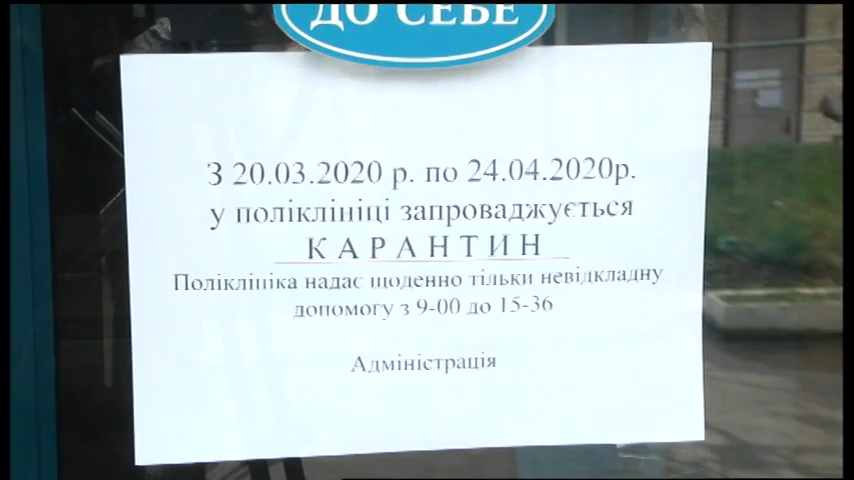 ДО СЕБЕ
З 20.03.2020 р. по 24.04.2020р.
у поліклініці запроваджується
КАРАНТИН
Поліклініка надає щоденно тільки невідкладну
допомогу з 9-00 до 15-36
Адміністрація